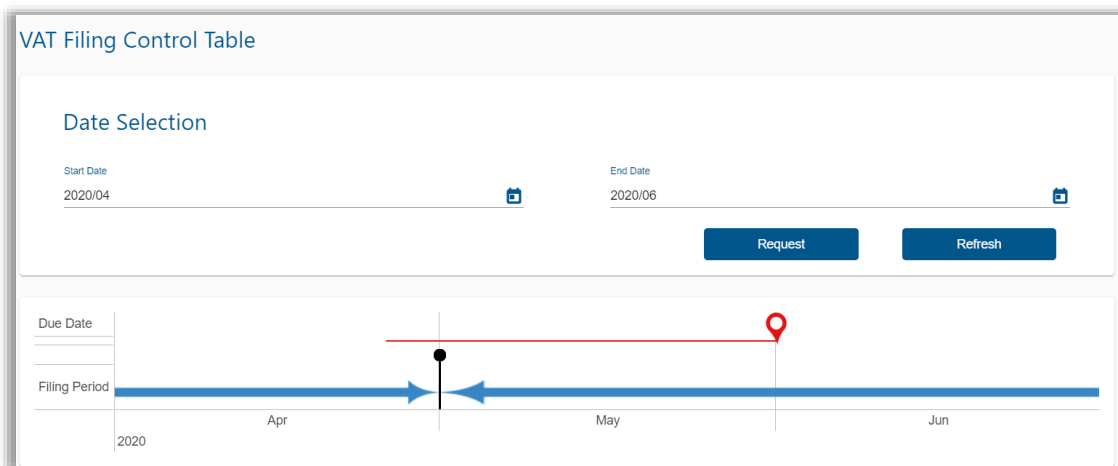 VAT Filing Control Table
Date Selection
Start Date
End Date
2020/04
2020/06
Request
Refresh
Due Date
Filing Period
Apr
May
Jun
2020